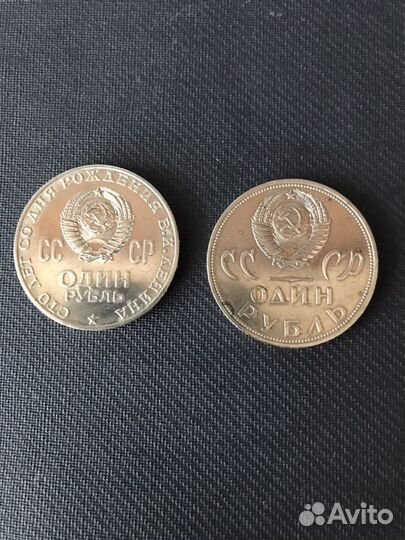 СТО ЛЕТ СО ДНЯ РОЖДЕНИЯ В.И.ЛЕНИНА
СС СР
ОДИН
РУБЛЬ
СС СР
ОДИН
РУБЛЬ
Avito